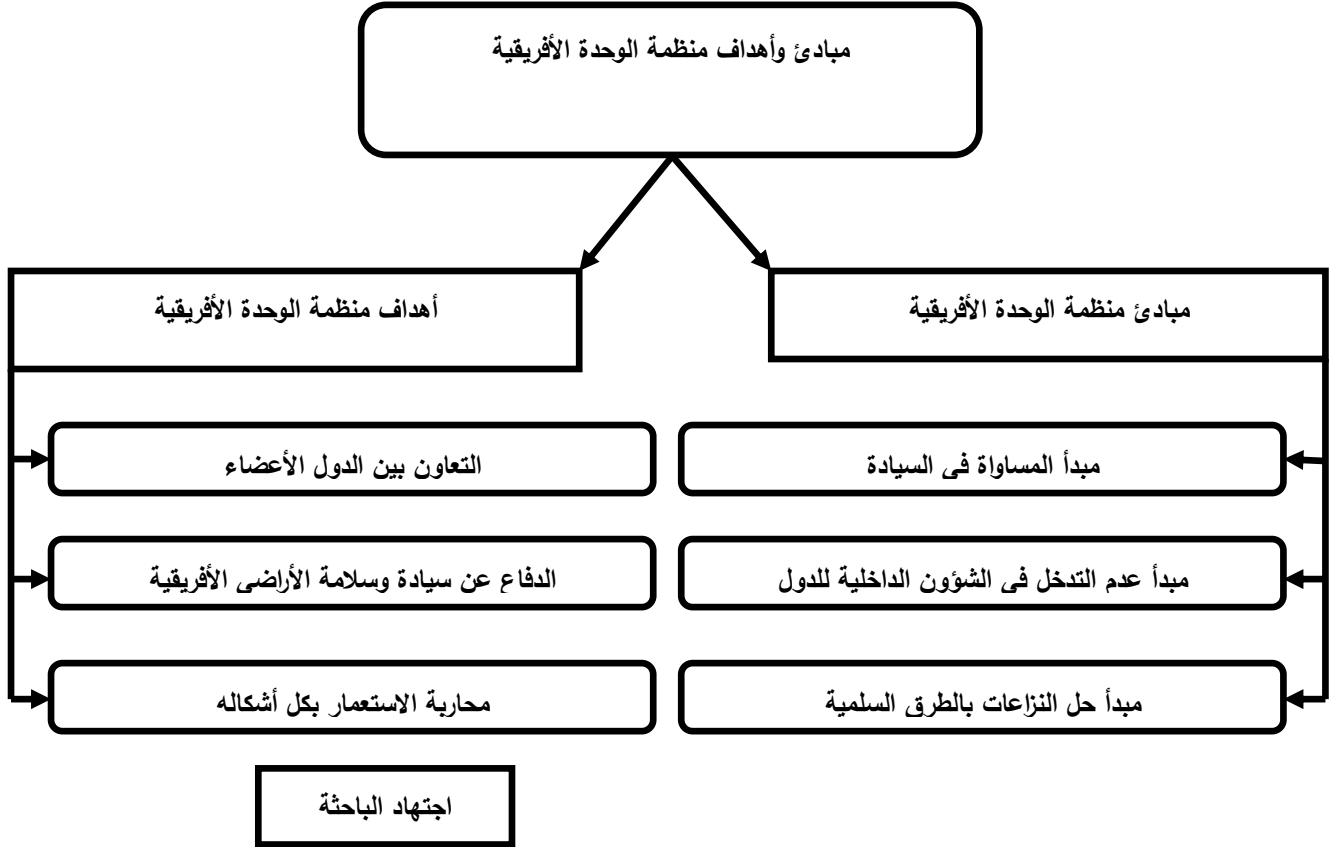 مبادئ وأهداف منظمة الوحدة الأفريقية
مبادئ منظمة الوحدة الأفريقية
أهداف منظمة الوحدة الأفريقية
مبدأ المساواة فى السيادة
التعاون بين الدول الأعضاء
مبدأ عدم التدخل فى الشؤون الداخلية للدول
الدفاع عن سيادة وسلامة الأراضى الأفريقية
مبدأ حل النزاعات بالطرق السلمية
محاربة الاستعمار بكل أشكاله
اجتهاد الباحثة